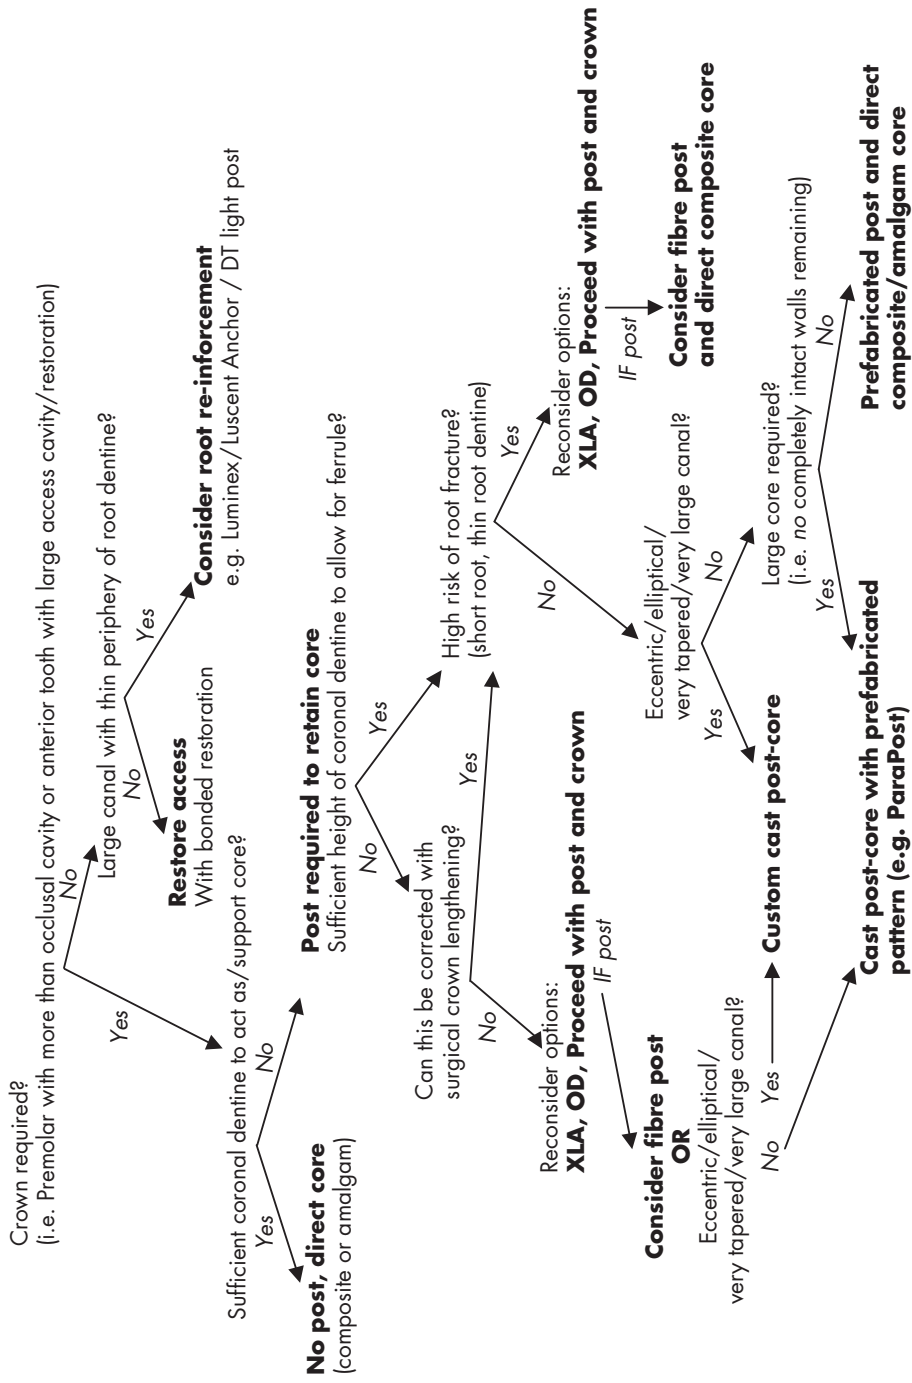 Crown required?
(i.e. Premolar with more than occlusal cavity or anterior tooth with large access cavity/restoration)
Yes
No
Large canal with thin periphery of root dentine?
No
Yes
Restore access
With bonded restoration
Consider root re-inforcement
e.g. Luminex/Luscent Anchor / DT light post
Sufficient coronal dentine to act as/support core?
Yes
No
No post, direct core
(composite or amalgam)
Post required to retain core
Sufficient height of coronal dentine to allow for ferrule?
No
Yes
Can this be corrected with
surgical crown lengthening?
No
Yes
High risk of root fracture?
(short root, thin root dentine)
No
Yes
Reconsider options:
XLA, OD, Proceed with post and crown
IF post
Reconsider options:
XLA, OD, Proceed with post and crown
IF post
Consider fibre post
OR
Eccentric/elliptical/
very tapered/very large canal?
No
Yes
Eccentric/elliptical/
very tapered/very large canal?
Yes
No
Consider fibre post
and direct composite core
Custom cast post-core
Large core required?
(i.e. no completely intact walls remaining)
Yes
No
Cast post-core with prefabricated
pattern (e.g. ParaPost)
Prefabricated post and direct
composite/amalgam core